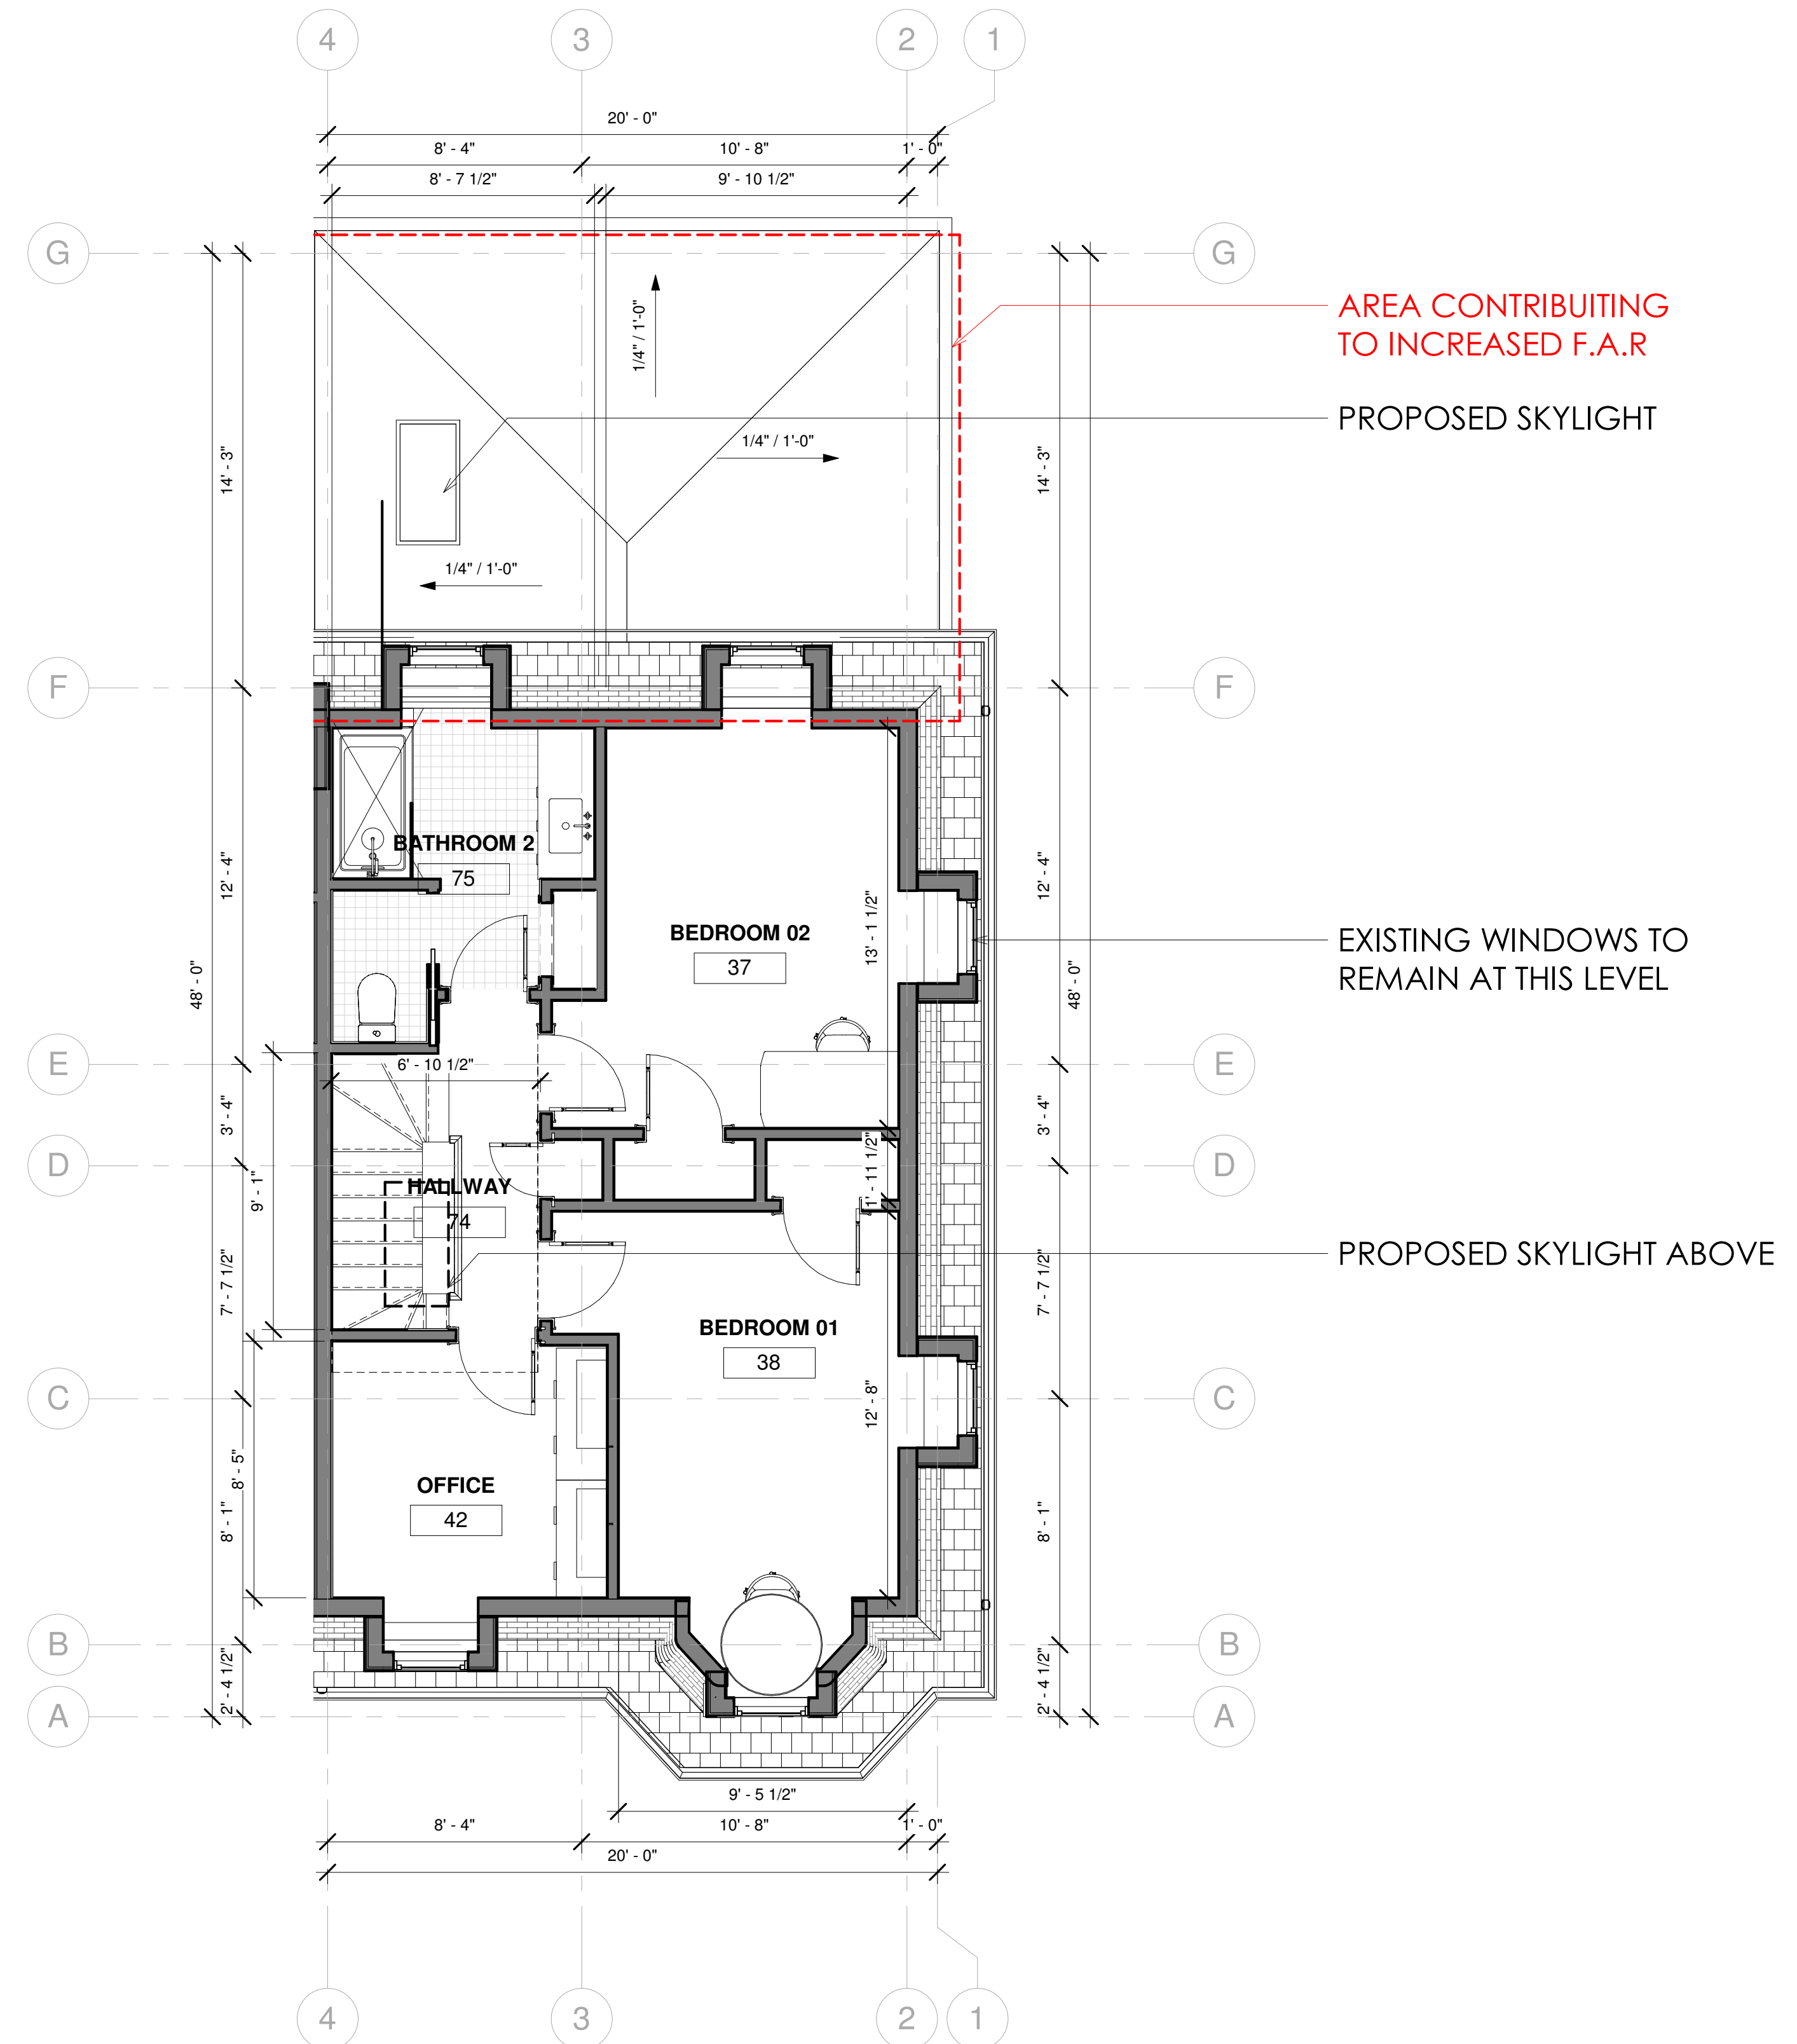 4 3 2 1
20' - 0"
8' - 4" 10' - 8" 1' - 0"
8' - 7 1/2" 9' - 10 1/2"
G G
AREA CONTRIBUITING
TO INCREASED F.A.R
1/4" / 1'-0"
PROPOSED SKYLIGHT
1/4" / 1'-0"
14' - 3" 14' - 3"
1/4" / 1'-0"
F F
BATHROOM 2
75
12' - 4" 12' - 4"
13' - 1 1/2"
BEDROOM 02
37
EXISTING WINDOWS TO
REMAIN AT THIS LEVEL
48' - 0" 48' - 0"
E E
6' - 10 1/2"
3' - 4" 3' - 4"
D D
1' - 11 1/2"
9' - 1"
HALLWAY
74
PROPOSED SKYLIGHT ABOVE
7' - 7 1/2" 7' - 7 1/2"
BEDROOM 01
38
C C
12' - 8"
8' - 5"
OFFICE
42
8' - 1" 8' - 1"
B B
2' - 4 1/2" 2' - 4 1/2"
A A
9' - 5 1/2"
8' - 4" 10' - 8" 1' - 0"
20' - 0"
4 3 2 1